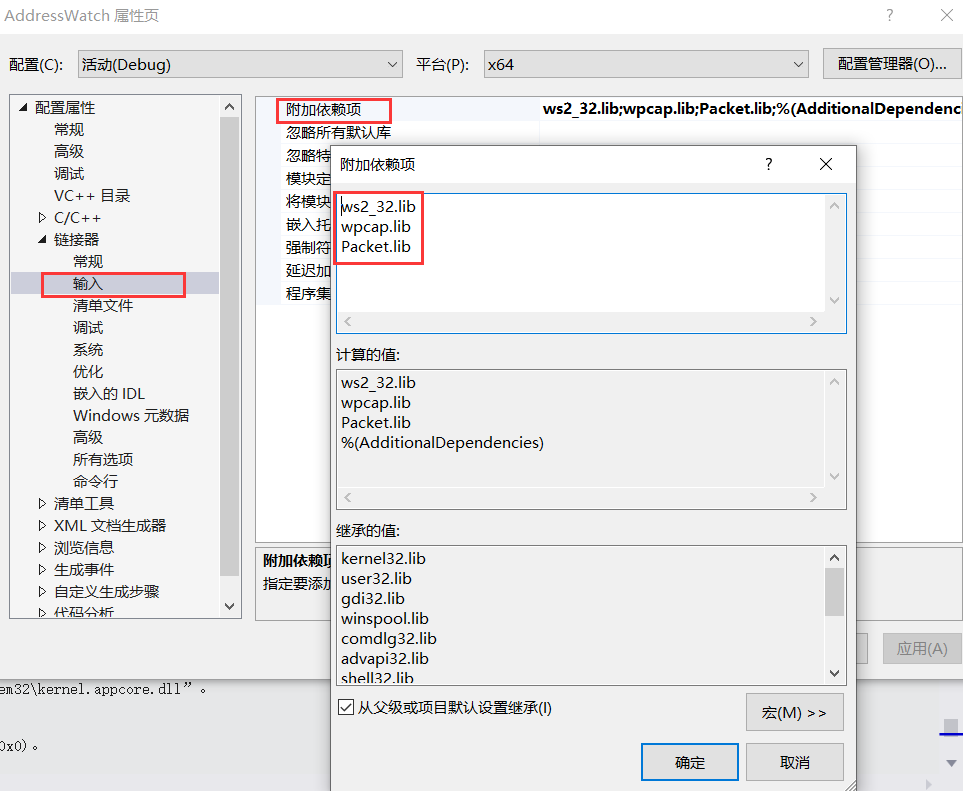 AddressWatch 属性页
配置(C):
活动(Debug)
平台(P):
x64
配置管理器(O)...
配置属性
常规
高级
调试
VC++ 目录
C/C++
链接器
常规
输入
清单文件
调试
系统
优化
嵌入的 IDL
Windows 元数据
高级
所有选项
命令行
清单工具
XML 文档生成器
浏览信息
生成事件
自定义生成步骤
代码分析
附加依赖项
ws2_32.lib;wpcap.lib;Packet.lib;%(AdditionalDependenci
忽略所有默认库
忽略特
模块定
将模块
嵌入托
强制符
延迟加
程序集
附加依赖项
指定要添加
应用(A)
附加依赖项
?
ws2_32.lib
wpcap.lib
Packet.lib
计算的值:
ws2_32.lib
wpcap.lib
Packet.lib
%(AdditionalDependencies)
继承的值:
kernel32.lib
user32.lib
gdi32.lib
winspool.lib
comdlg32.lib
advapi32.lib
shell32.lib
从父级或项目默认设置继承(I)
宏(M) >>
确定
取消
em32\kernel.appcore.dll”。
0x0)。